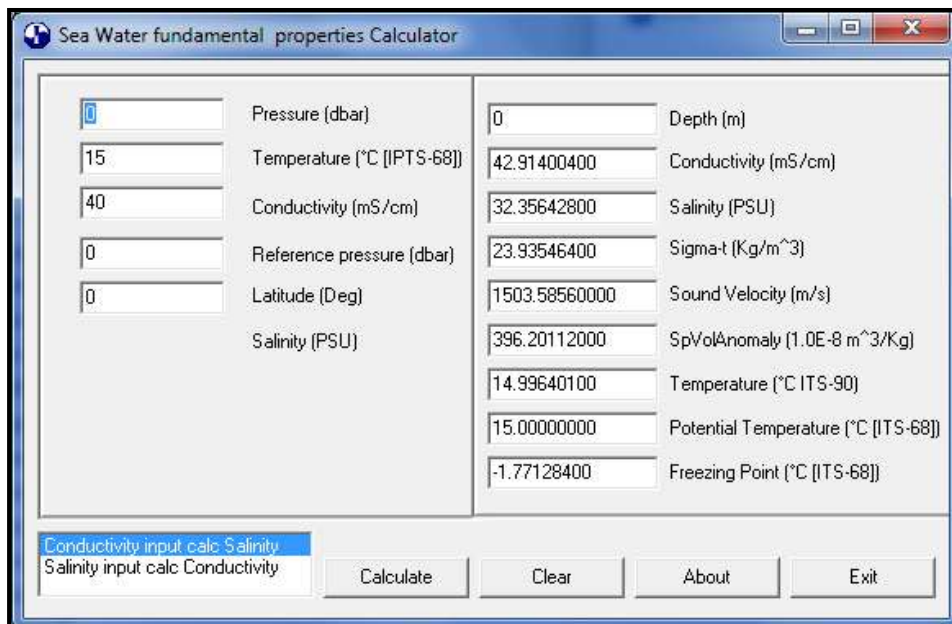 Sea Water fundamental properties Calculator
0 Pressure (dbar)
15 Temperature (°C [IPTS-68])
40 Conductivity (mS/cm)
0 Reference pressure (dbar)
0 Latitude (Deg)
Salinity (PSU)
0 Depth (m)
42.91400400 Conductivity (mS/cm)
32.35642800 Salinity (PSU)
23.93546400 Sigma-t (Kg/m^3)
1503.58560000 Sound Velocity (m/s)
396.20112000 SpVolAnomaly (1.0E-8 m^3/Kg)
14.99640100 Temperature (°C ITS-90)
15.00000000 Potential Temperature (°C [ITS-68])
-1.77128400 Freezing Point (°C [ITS-68])
Conductivity input calc Salinity
Salinity input calc Conductivity
Calculate Clear About Exit